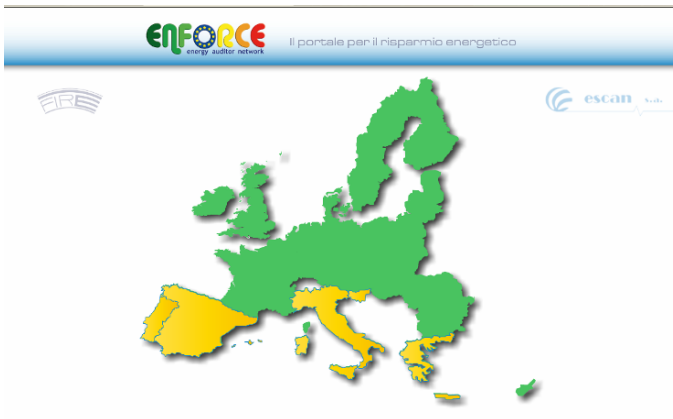 ENFORCE
energy auditor network
Il portale per il risparmio energetico
FIRE
escan s.a.